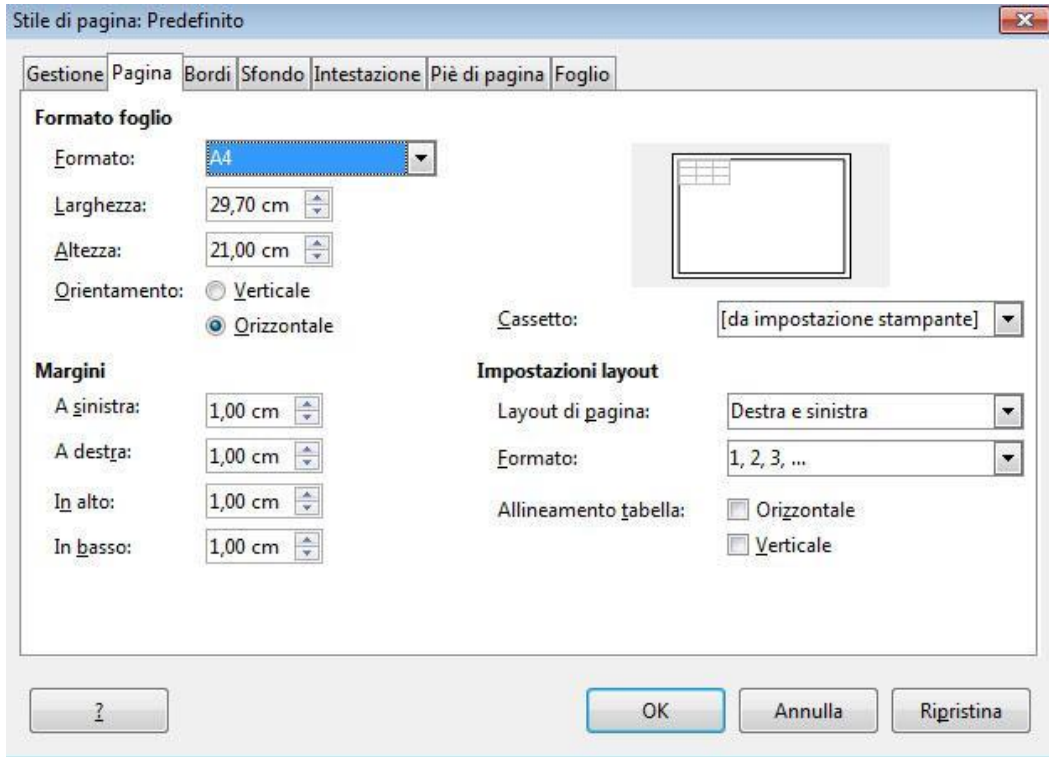 Stile di pagina: Predefinito
Gestione Pagina Bordi Sfondo Intestazione Piè di pagina Foglio
Formato foglio
Formato: A4
Larghezza: 29,70 cm
Altezza: 21,00 cm
Orientamento: Verticale
Orizzontale
Cassetto: [da impostazione stampante]
Margini
A sinistra: 1,00 cm
A destra: 1,00 cm
In alto: 1,00 cm
In basso: 1,00 cm
Impostazioni layout
Layout di pagina: Destra e sinistra
Formato: 1, 2, 3, ...
Allineamento tabella: Orizzontale
Verticale
? OK Annulla Ripristina